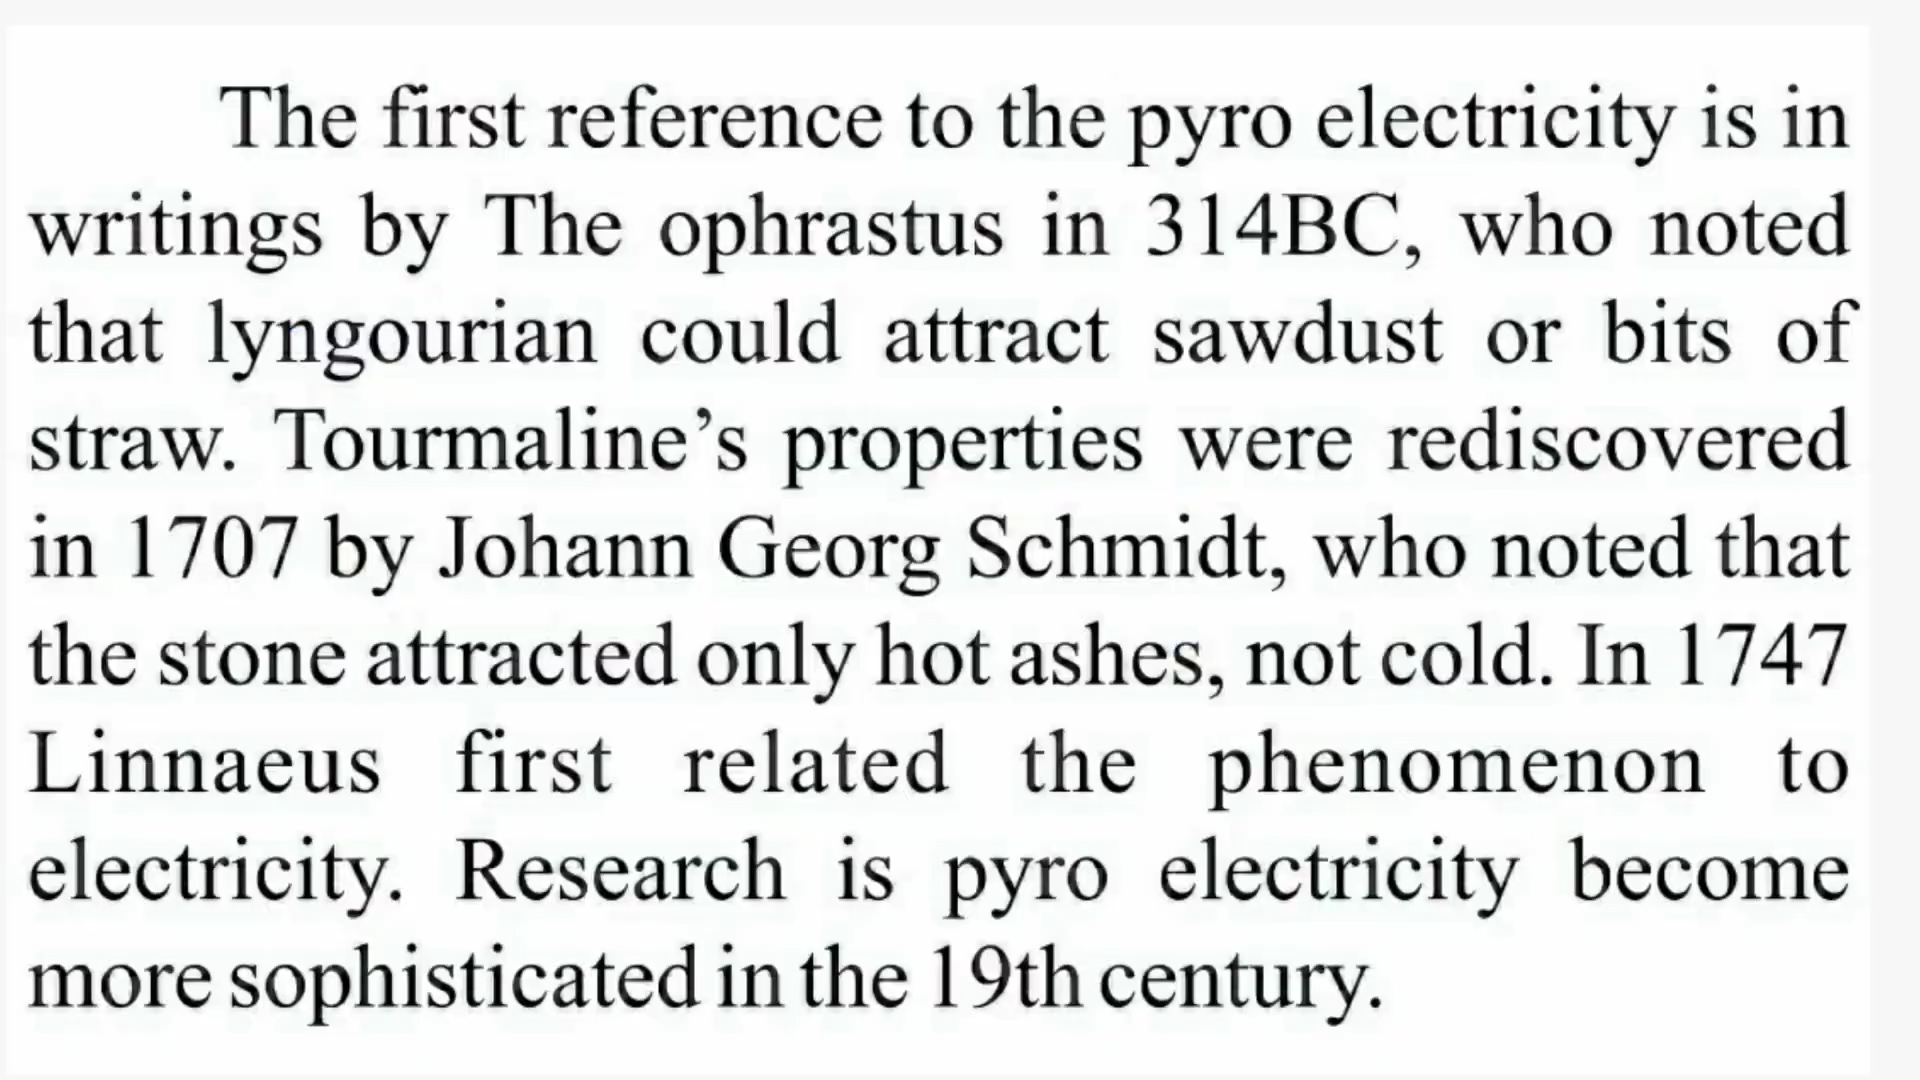 The first reference to the pyro electricity is in
writings by The ophrastus in 314BC, who noted
that lyngourian could attract sawdust or bits of
straw. Tourmaline’s properties were rediscovered
in 1707 by Johann Georg Schmidt, who noted that
the stone attracted only hot ashes, not cold. In 1747
Linnaeus first related the phenomenon to
electricity. Research is pyro electricity become
more sophisticated in the 19th century.